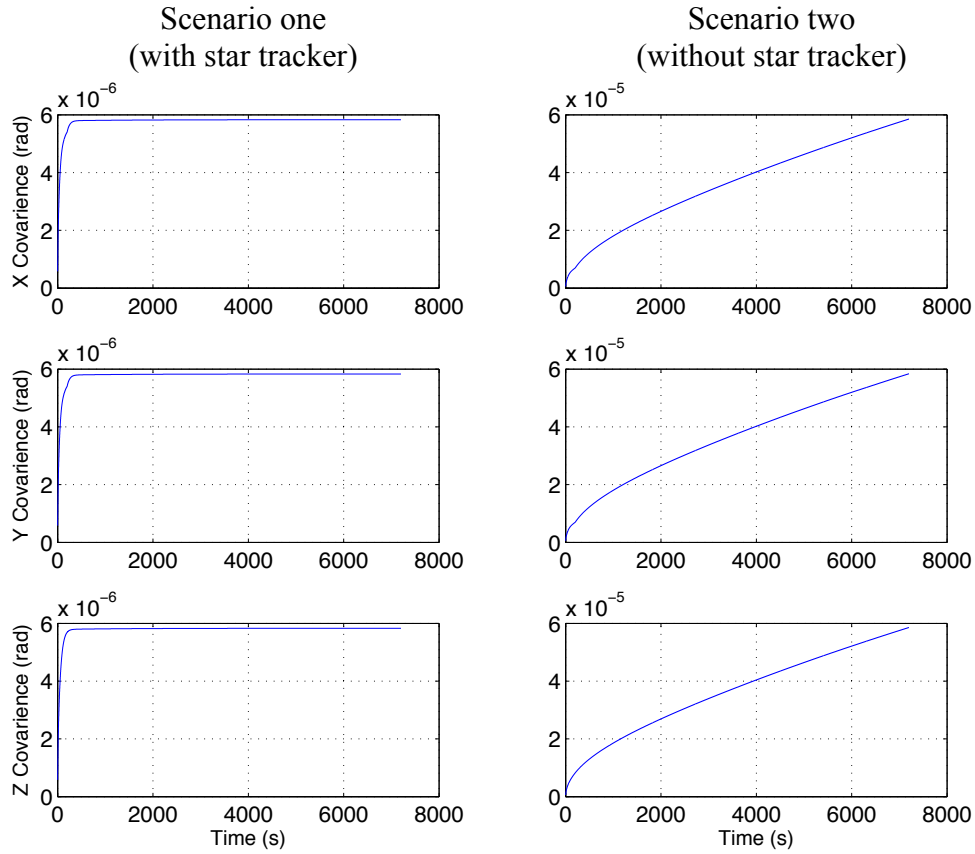 Scenario one
(with star tracker)
Scenario two
(without star tracker)
x 10⁻⁶
6
4
2
0
X Covarience (rad)
0 2000 4000 6000 8000
x 10⁻⁵
6
4
2
0
0 2000 4000 6000 8000
x 10⁻⁶
6
4
2
0
Y Covarience (rad)
0 2000 4000 6000 8000
x 10⁻⁵
6
4
2
0
0 2000 4000 6000 8000
x 10⁻⁶
6
4
2
0
Z Covarience (rad)
0 2000 4000 6000 8000
Time (s)
x 10⁻⁵
6
4
2
0
0 2000 4000 6000 8000
Time (s)